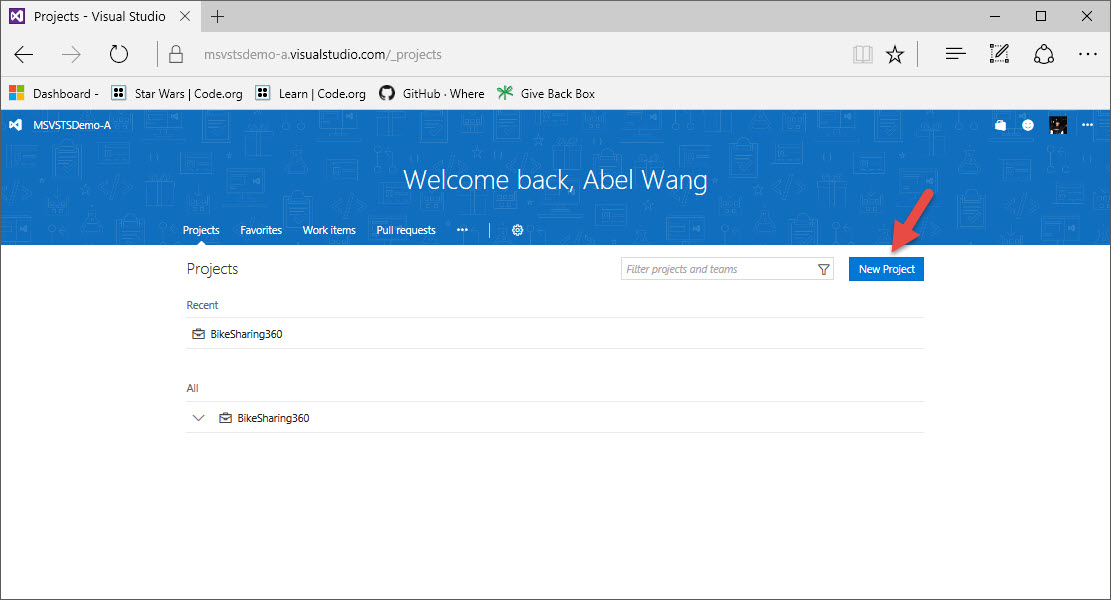 Projects - Visual Studio
msvstsdemo-a.visualstudio.com/_projects
Dashboard - Star Wars | Code.org Learn | Code.org GitHub · Where Give Back Box
MSVSTSDemo-A
Welcome back, Abel Wang
Projects Favorites Work items Pull requests
Projects Filter projects and teams New Project
Recent
BikeSharing360
All
BikeSharing360